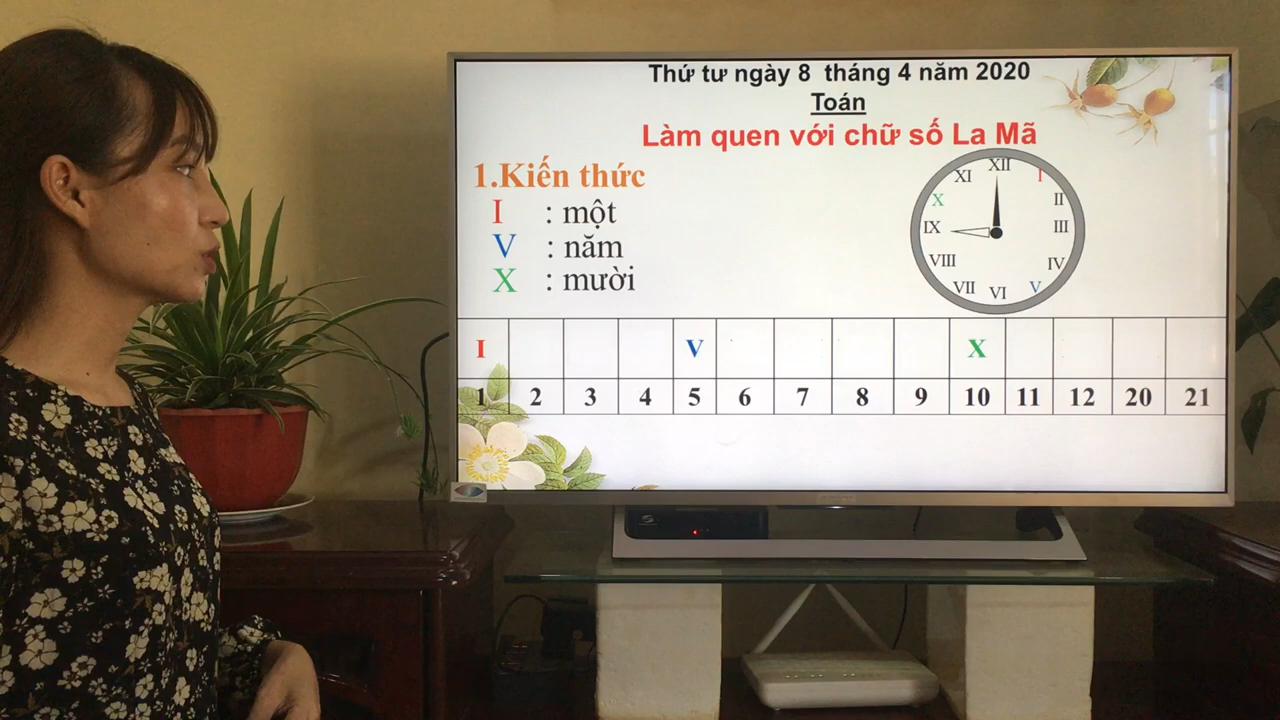 Thứ tư ngày 8 tháng 4 năm 2020
Toán
Làm quen với chữ số La Mã
1.Kiến thức
I : một
V : năm
X : mười
XII
XI I
X II
IX III
VIII IV
VII VI V
I V X
1 2 3 4 5 6 7 8 9 10 11 12 20 21